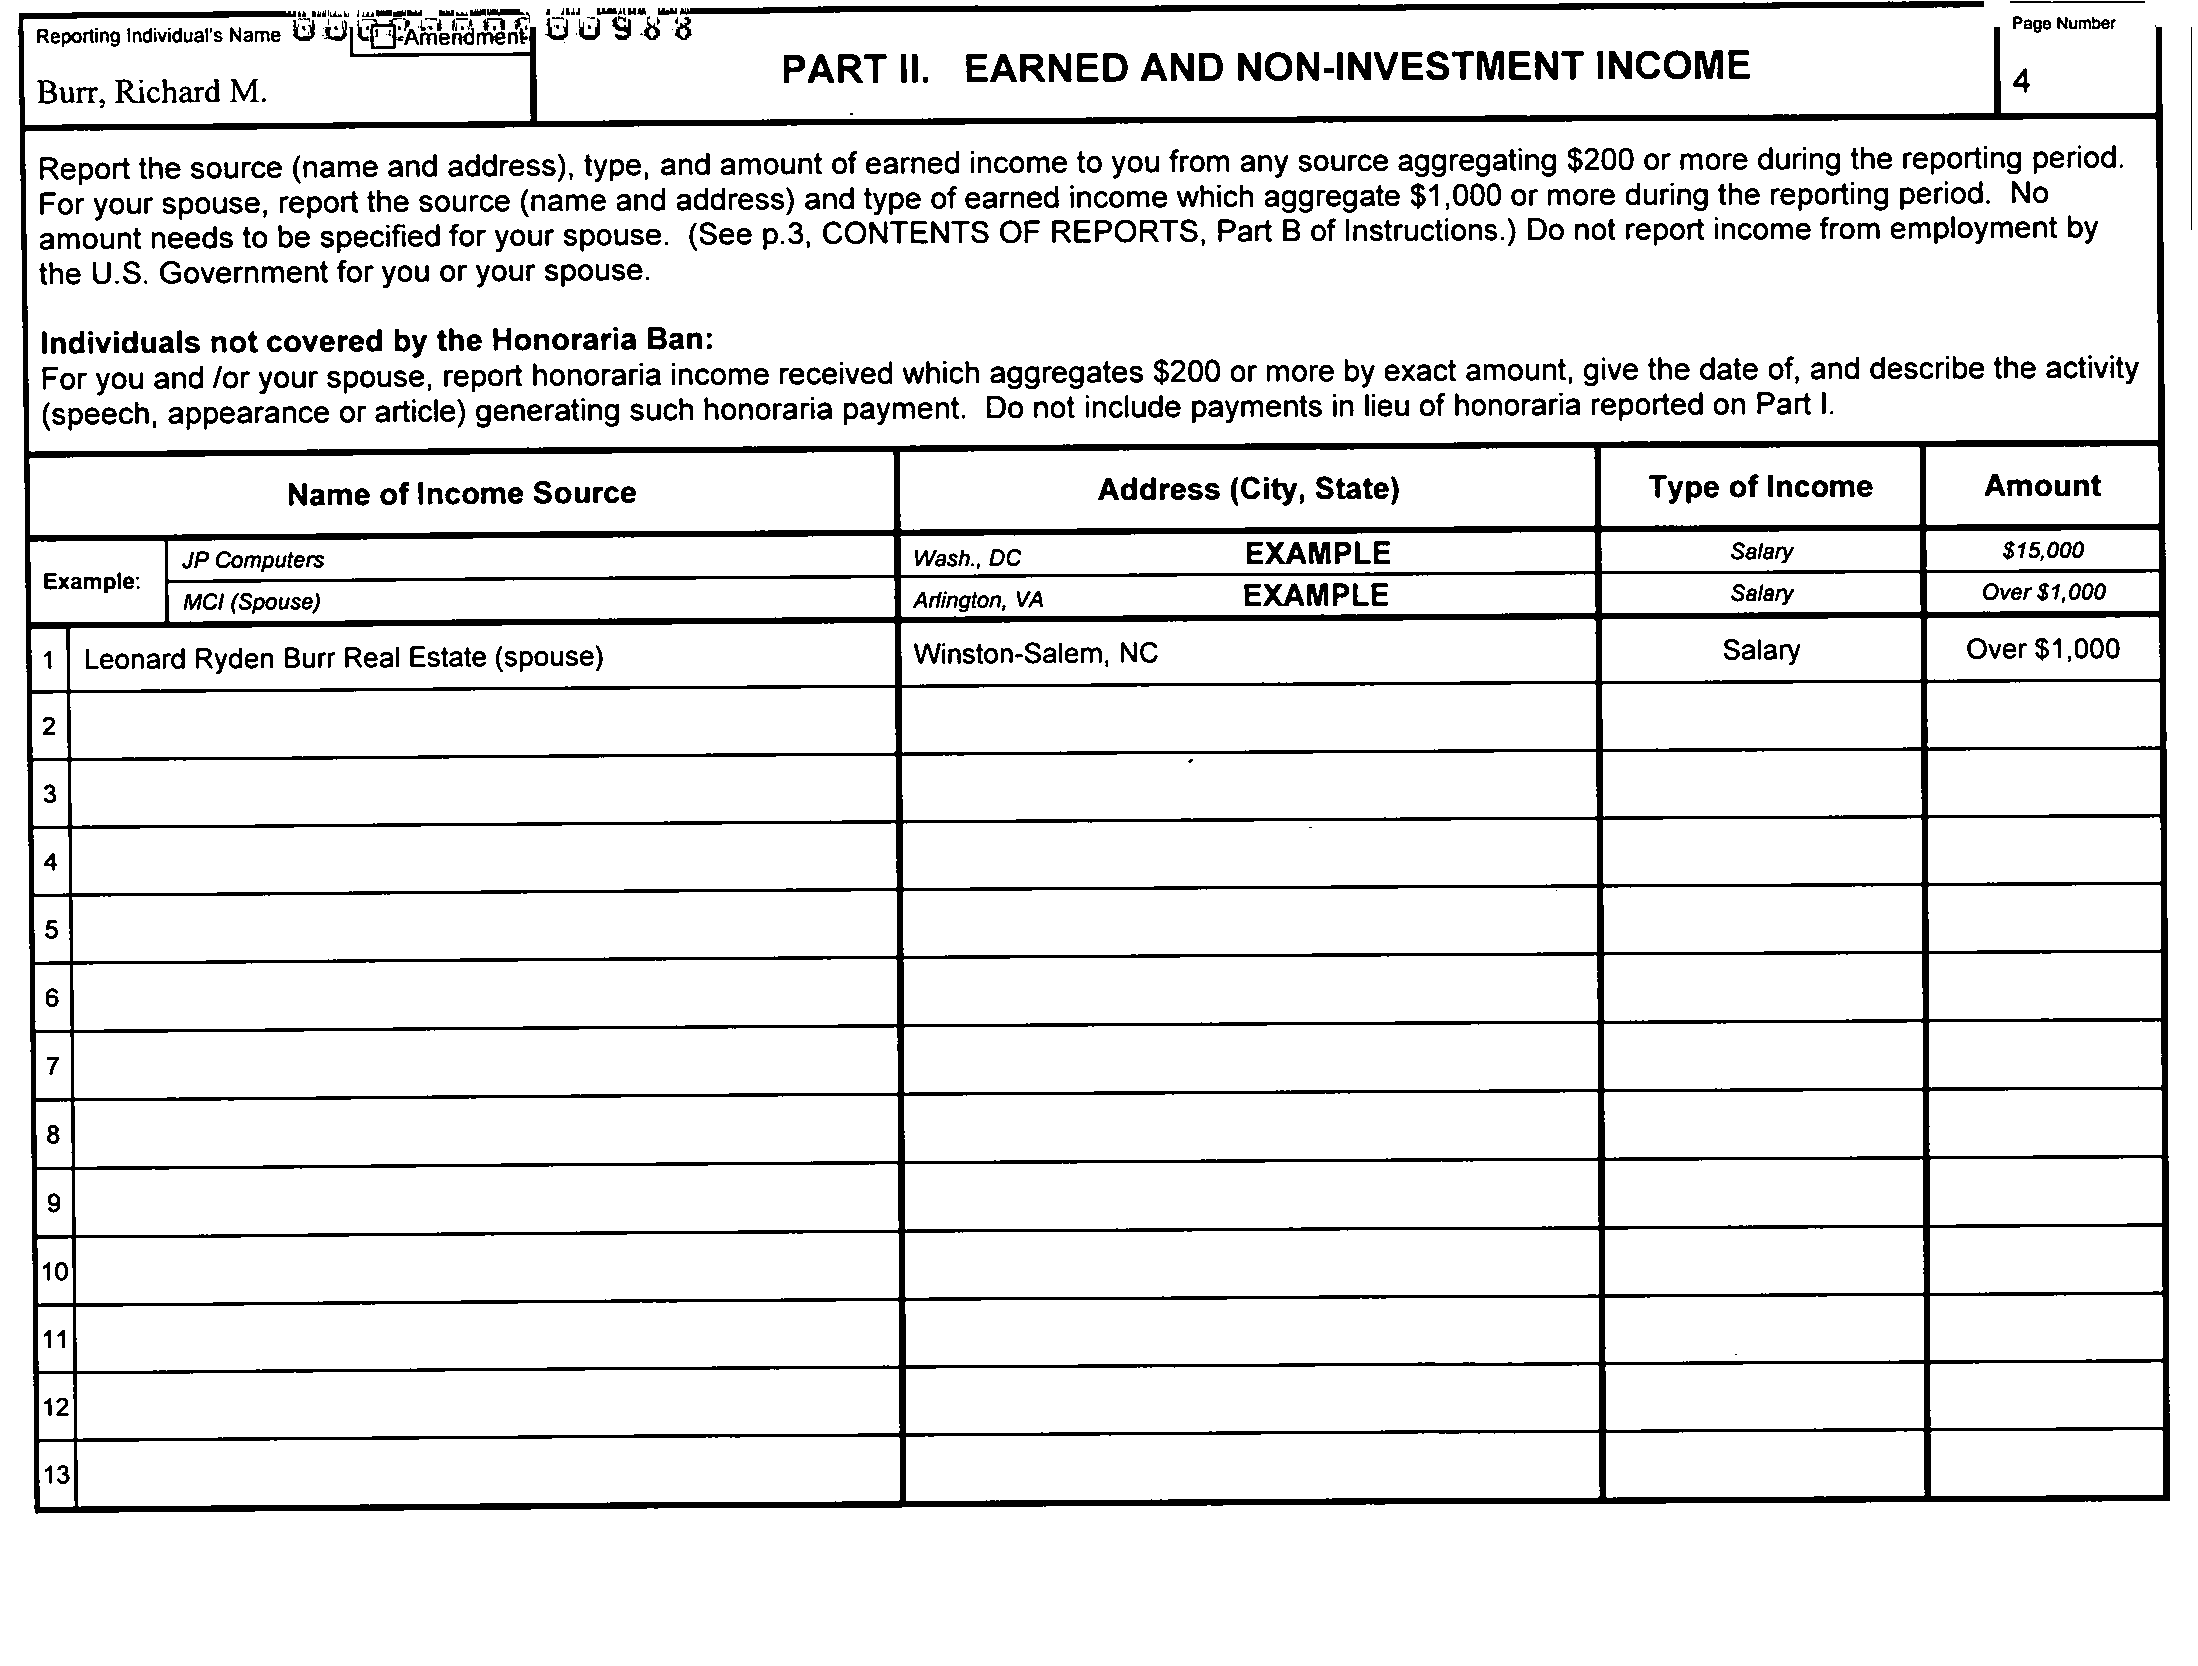 Reporting Individual's Name
Amendment
Burr, Richard M.
PART II. EARNED AND NON-INVESTMENT INCOME
Page Number
4
Report the source (name and address), type, and amount of earned income to you from any source aggregating $200 or more during the reporting period.
For your spouse, report the source (name and address) and type of earned income which aggregate $1,000 or more during the reporting period. No
amount needs to be specified for your spouse. (See p.3, CONTENTS OF REPORTS, Part B of Instructions.) Do not report income from employment by
the U.S. Government for you or your spouse.
Individuals not covered by the Honoraria Ban:
For you and /or your spouse, report honoraria income received which aggregates $200 or more by exact amount, give the date of, and describe the activity
(speech, appearance or article) generating such honoraria payment. Do not include payments in lieu of honoraria reported on Part I.
Name of Income Source Address (City, State) Type of Income Amount
Example:
JP Computers Wash., DC EXAMPLE Salary $15,000
MCI (Spouse) Arlington, VA EXAMPLE Salary Over $1,000
1 Leonard Ryden Burr Real Estate (spouse) Winston-Salem, NC Salary Over $1,000
2
3
4
5
6
7
8
9
10
11
12
13